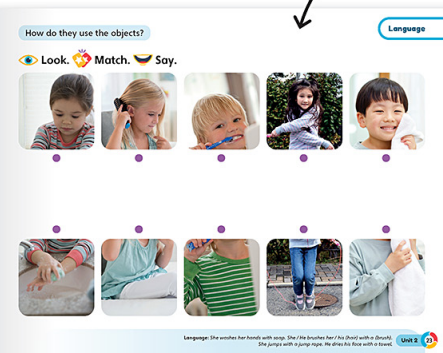 How do they use the objects?
Language
Look. Match. Say.
Language: She washes her hands with soap. She / He brushes her / his (hair) with a (brush).
She jumps with a jump rope. He dries his face with a towel.
Unit 2 23